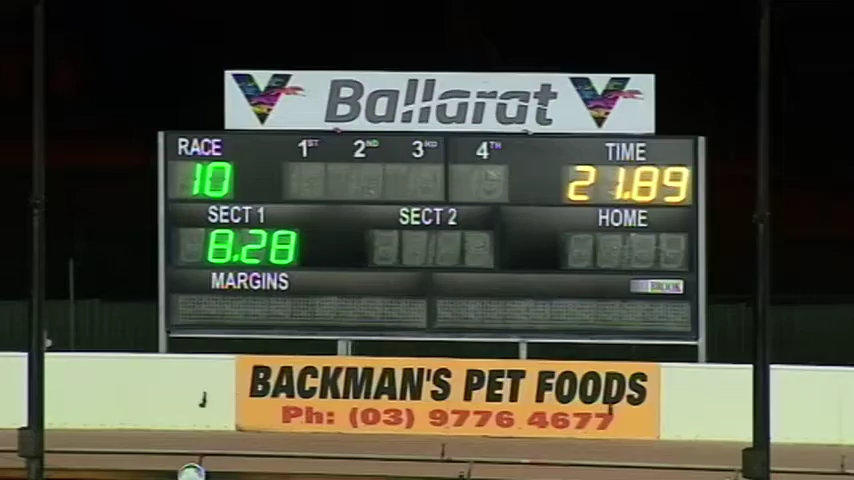 Ballarat
RACE 1ST 2ND 3RD 4TH TIME
10 21.89
SECT 1 SECT 2 HOME
8.28
MARGINS
BACKMAN'S PET FOODS
Ph: (03) 9776 4677